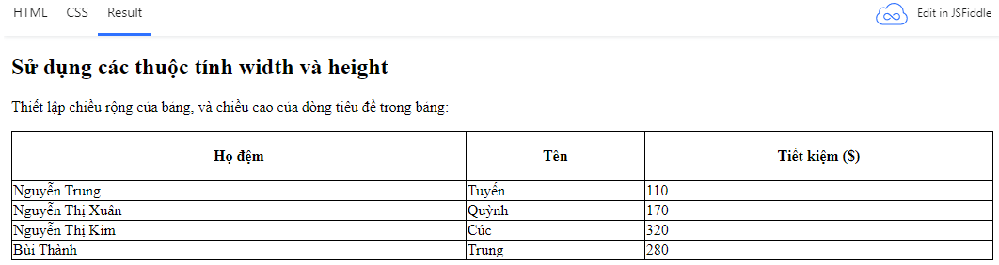 HTML CSS Result Edit in JSFiddle
Sử dụng các thuộc tính width và height
Thiết lập chiều rộng của bảng, và chiều cao của dòng tiêu đề trong bảng:
Họ đệm Tên Tiết kiệm ($)
Nguyễn Trung Tuyến 110
Nguyễn Thị Xuân Quỳnh 170
Nguyễn Thị Kim Cúc 320
Bùi Thành Trung 280